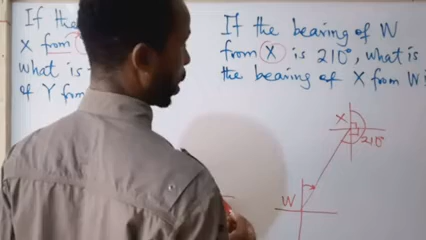 If the
X from
what is
of Y from
If the bearing of W
from X is 210°, what is
the bearing of X from W
X
210°
W